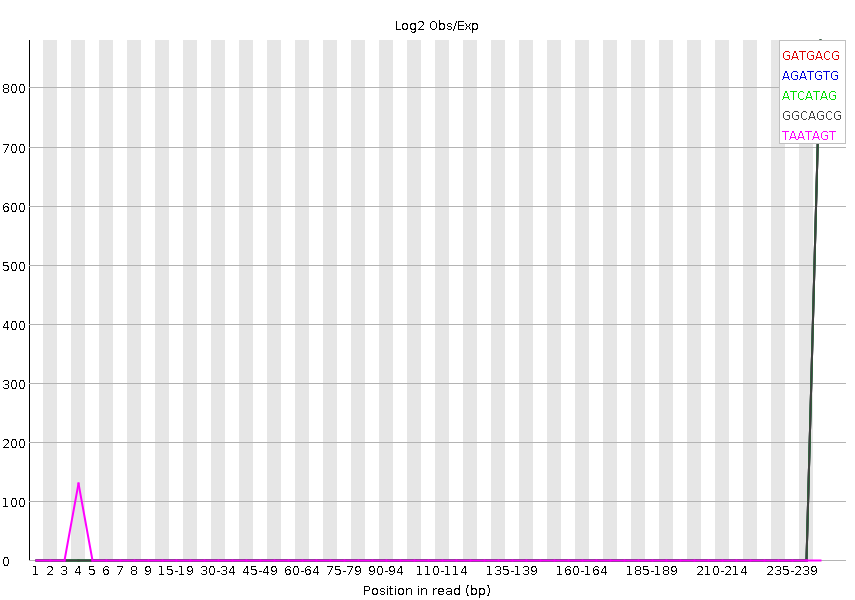 Log2 Obs/Exp
GATGACG
AGATGTG
ATCATAG
GGCAGCG
TAATAGT
800
700
600
500
400
300
200
100
0
1 2 3 4 5 6 7 8 9 15-19 30-34 45-49 60-64 75-79 90-94 110-114 135-139 160-164 185-189 210-214 235-239
Position in read (bp)